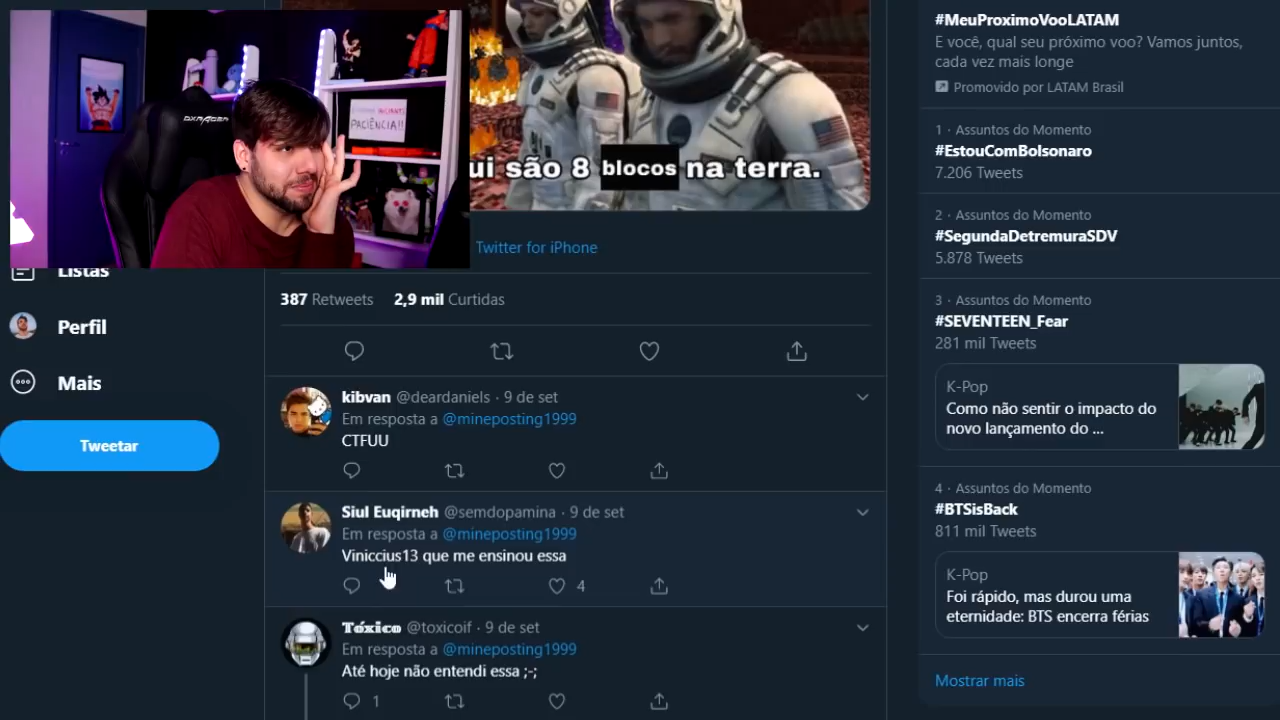 DXRACER
PACIÊNCIA!!
ui são 8 blocos na terra.
Twitter for iPhone
387 Retweets 2,9 mil Curtidas
Listas
Perfil
Mais
Tweetar
kibvan @deardaniels · 9 de set
Em resposta a @mineposting1999
CTFUU
Siul Euqirneh @semdopamina · 9 de set
Em resposta a @mineposting1999
Viniccius13 que me ensinou essa
4
Tóxico @toxicoif · 9 de set
Em resposta a @mineposting1999
Até hoje não entendi essa ;-;
1
#MeuProximoVooLATAM
E você, qual seu próximo voo? Vamos juntos,
cada vez mais longe
Promovido por LATAM Brasil
1 · Assuntos do Momento
#EstouComBolsonaro
7.206 Tweets
2 · Assuntos do Momento
#SegundaDetremuraSDV
5.878 Tweets
3 · Assuntos do Momento
#SEVENTEEN_Fear
281 mil Tweets
K-Pop
Como não sentir o impacto do
novo lançamento do ...
4 · Assuntos do Momento
#BTSisBack
811 mil Tweets
K-Pop
Foi rápido, mas durou uma
eternidade: BTS encerra férias
Mostrar mais